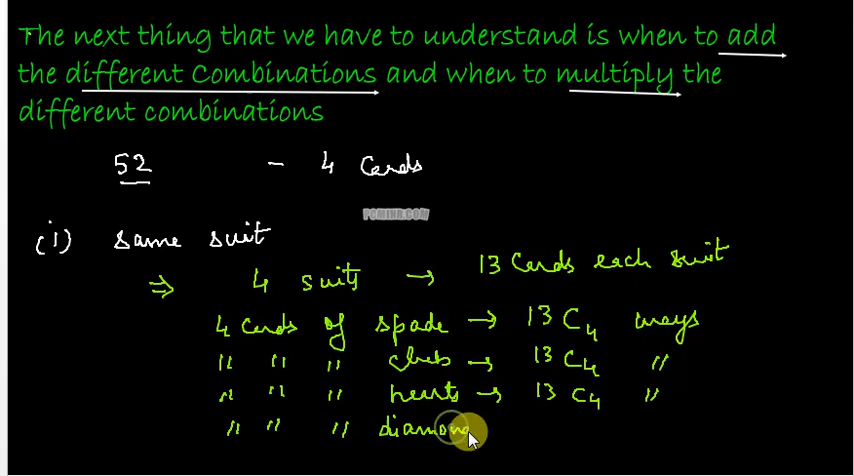 The next thing that we have to understand is when to add
the different Combinations and when to multiply the
different combinations
52 - 4 Cards
PCMINR.COM
(i) same suit
⇒ 4 suits → 13 Cards each suit
4 Cards of spade → 13 C4 ways
" " " clubs → 13 C4 "
" " " hearts → 13 C4 "
" " " diamon